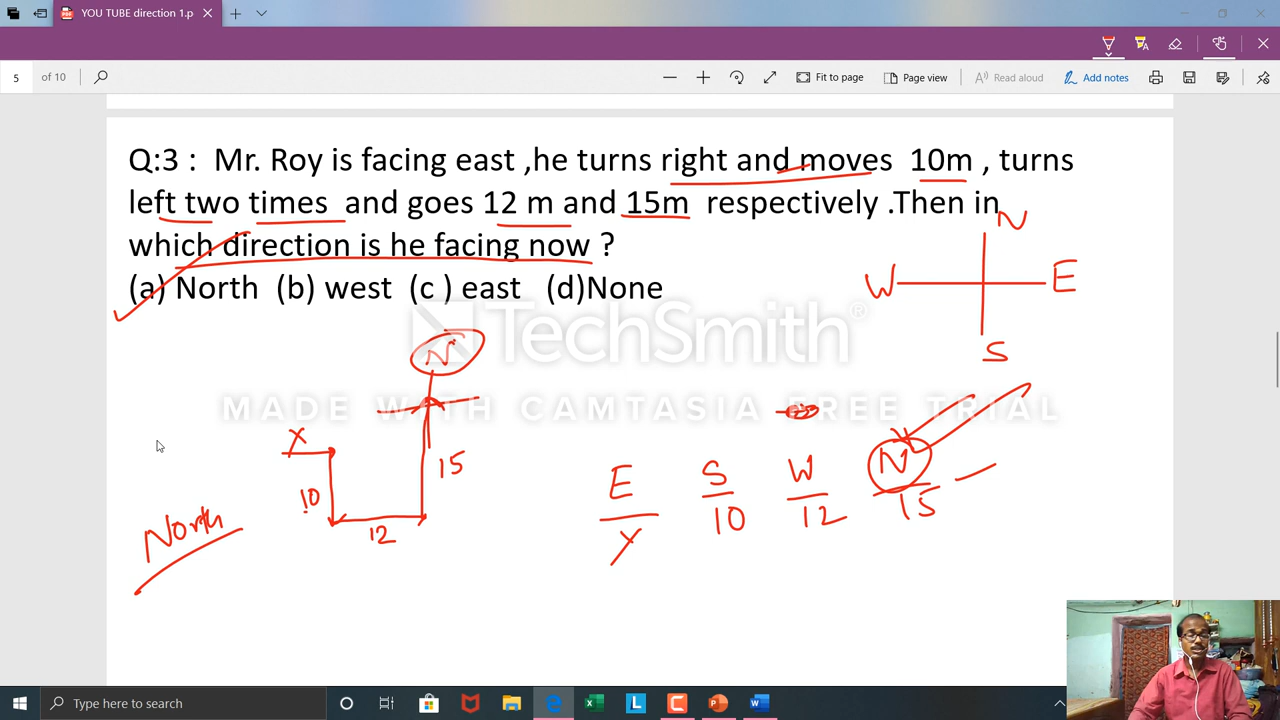 YOU TUBE direction 1.p
5 of 10
Fit to page
Page view
Read aloud
Add notes
Q:3 : Mr. Roy is facing east ,he turns right and moves 10m , turns
left two times and goes 12 m and 15m respectively .Then in
which direction is he facing now ?
(a) North (b) west (c ) east (d)None
N
W E
S
N
TechSmith
MADE WITH CAMTASIA FREE TRIAL
X
10
12
15
North
E S W N
10 12 15
Type here to search